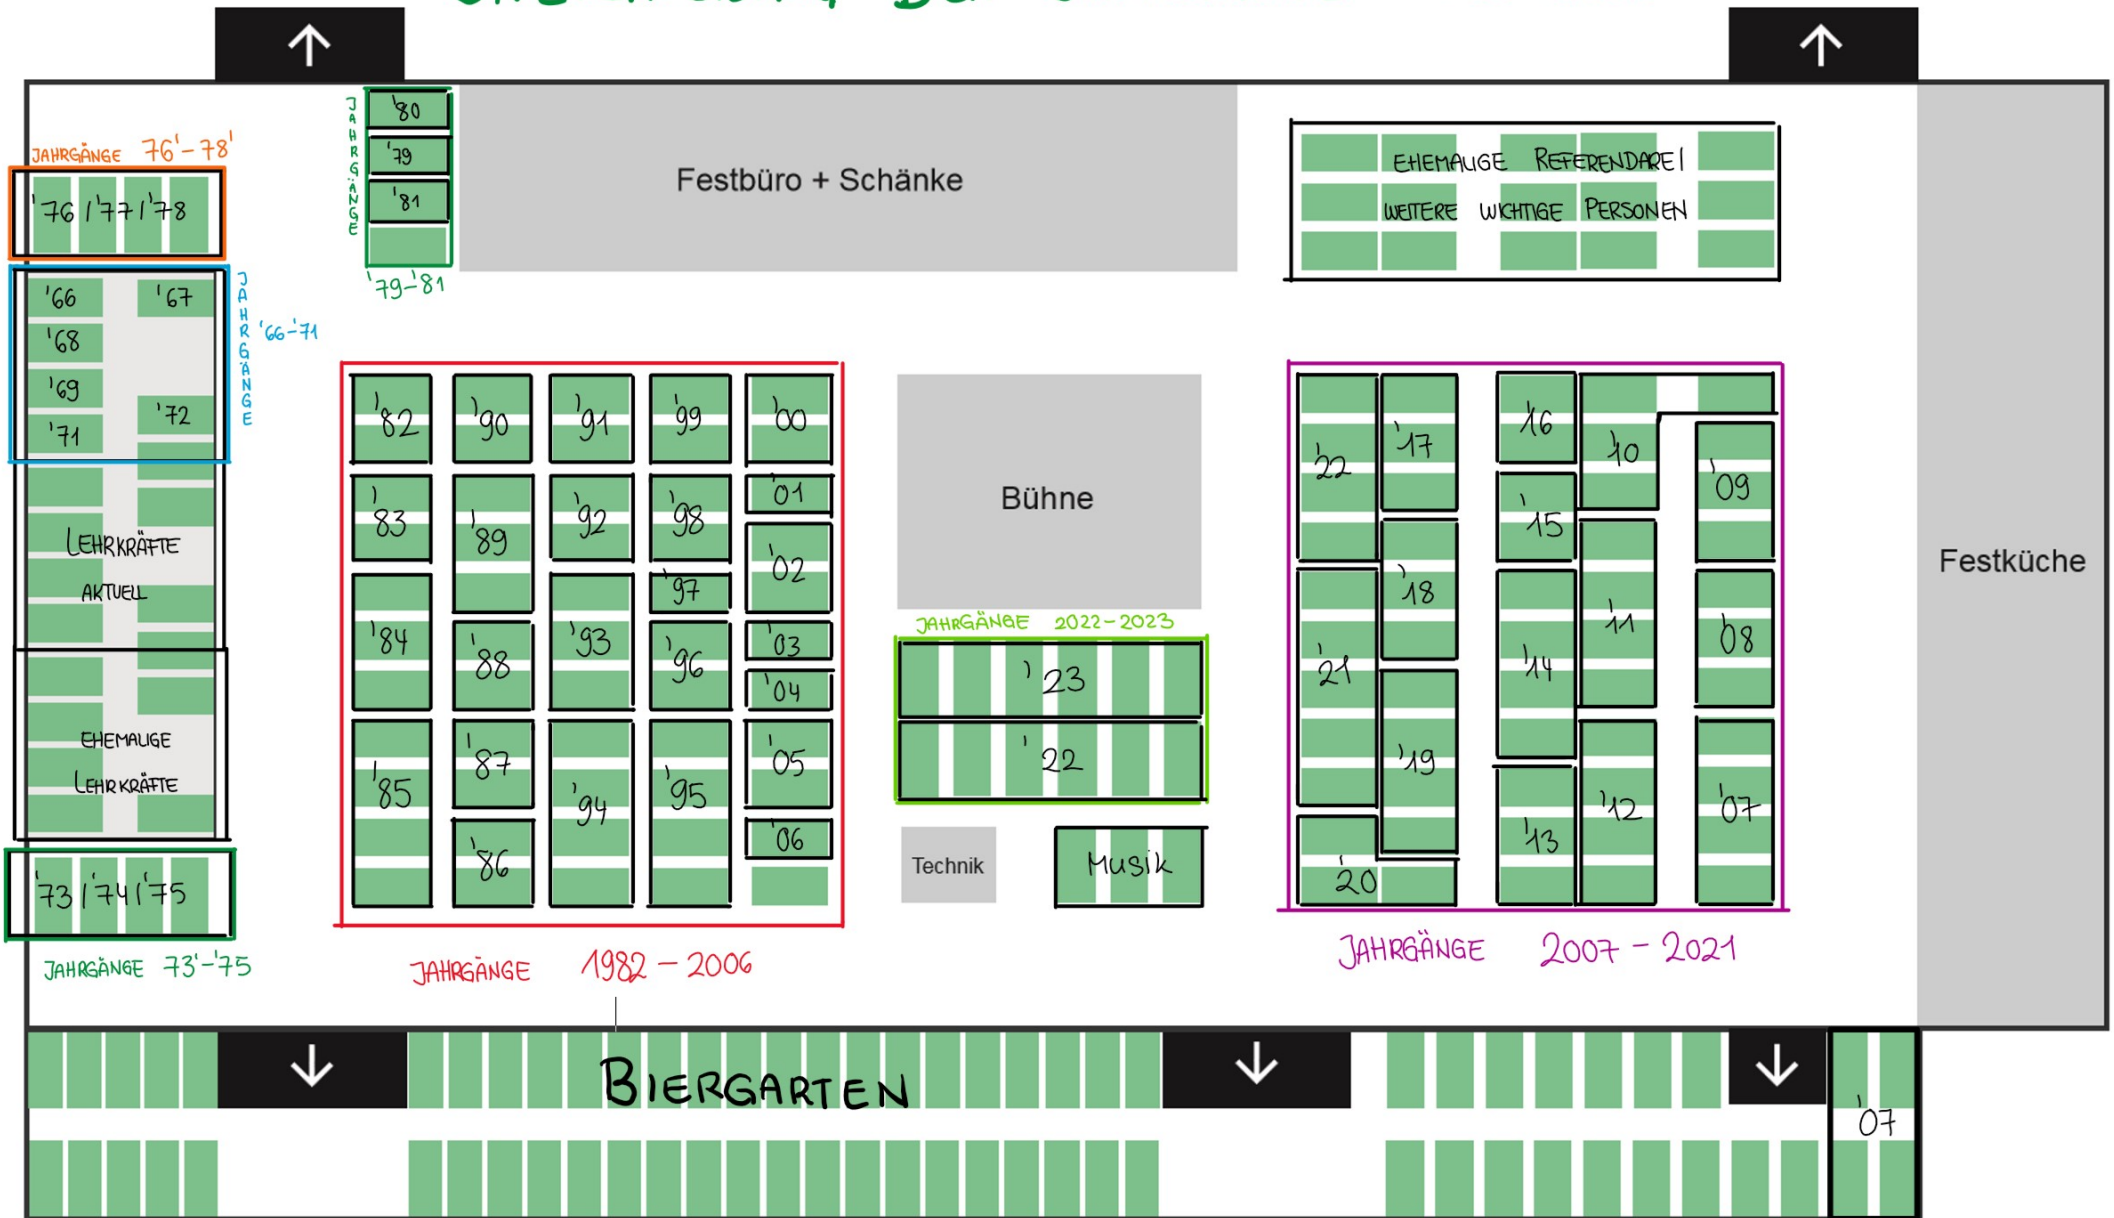 JAHRGÄNGE 76'-78'
'76 / '77 / '78
JAHRGÄNGE
'80
'79
'81
'79-'81
Festbüro + Schänke
EHEMALIGE REFERENDARE/
WEITERE WICHTIGE PERSONEN
'66 '67
'68
'69
'72
'71
JAHRGÄNGE
'66-'71
LEHRKRÄFTE
AKTUELL
EHEMALIGE
LEHRKRÄFTE
'73 / '74 / '75
JAHRGÄNGE 73'-'75
'82 '90 '91 '99 '00
'83 '89 '92 '98 '01
'02
'97
'84 '88 '93 '96 '03
'04
'85 '87 '94 '95 '05
'86 '06
JAHRGÄNGE 1982 - 2006
Bühne
JAHRGÄNGE 2022-2023
'23
'22
Technik
Musik
'22 '17 '16 '10 '09
'15
'21 '18 '14 '11 '08
'19 '13 '12 '07
'20
JAHRGÄNGE 2007 - 2021
Festküche
BIERGARTEN
'07